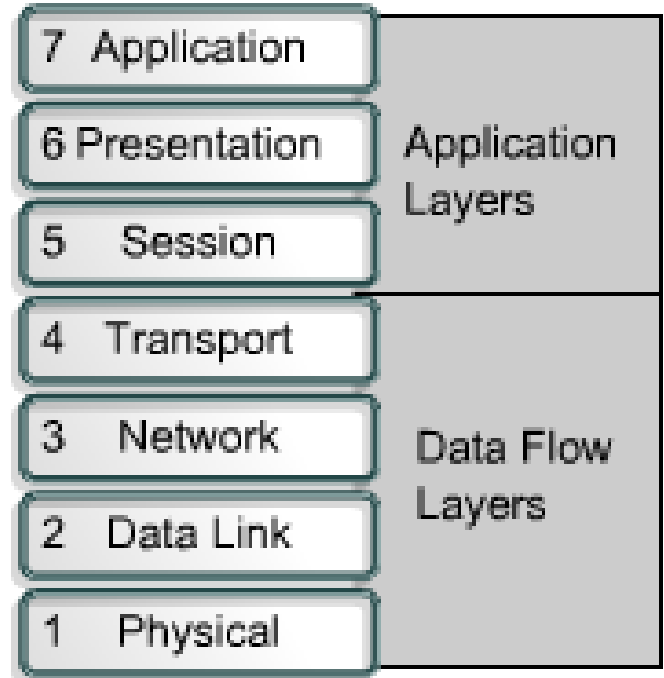 7 Application
6 Presentation
5 Session
4 Transport
3 Network
2 Data Link
1 Physical
Application
Layers
Data Flow
Layers